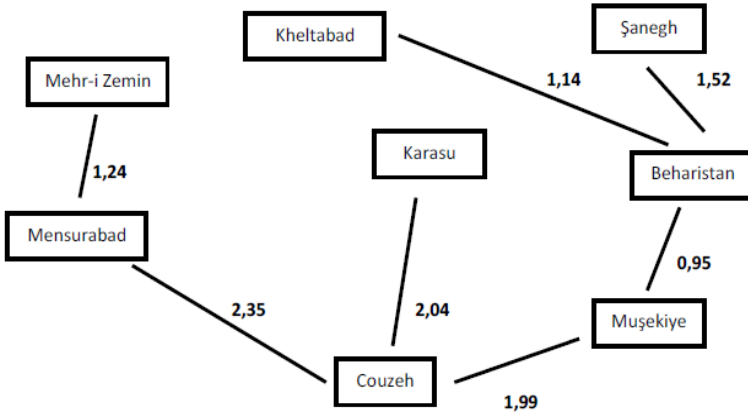 Şanegh
Kheltabad
Mehr-i Zemin
1,14
1,52
Karasu
Beharistan
1,24
Mensurabad
0,95
2,35
2,04
Muşekiye
Couzeh
1,99